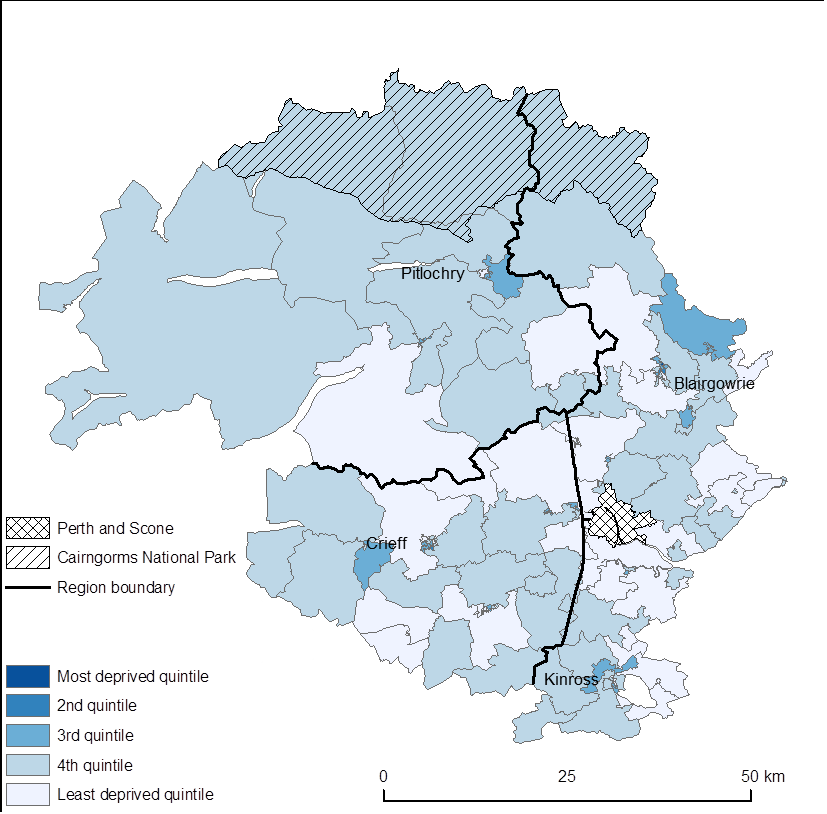 Pitlochry
Blairgowrie
Crieff
Kinross
Perth and Scone
Cairngorms National Park
Region boundary
Most deprived quintile
2nd quintile
3rd quintile
4th quintile
Least deprived quintile
0 25 50 km